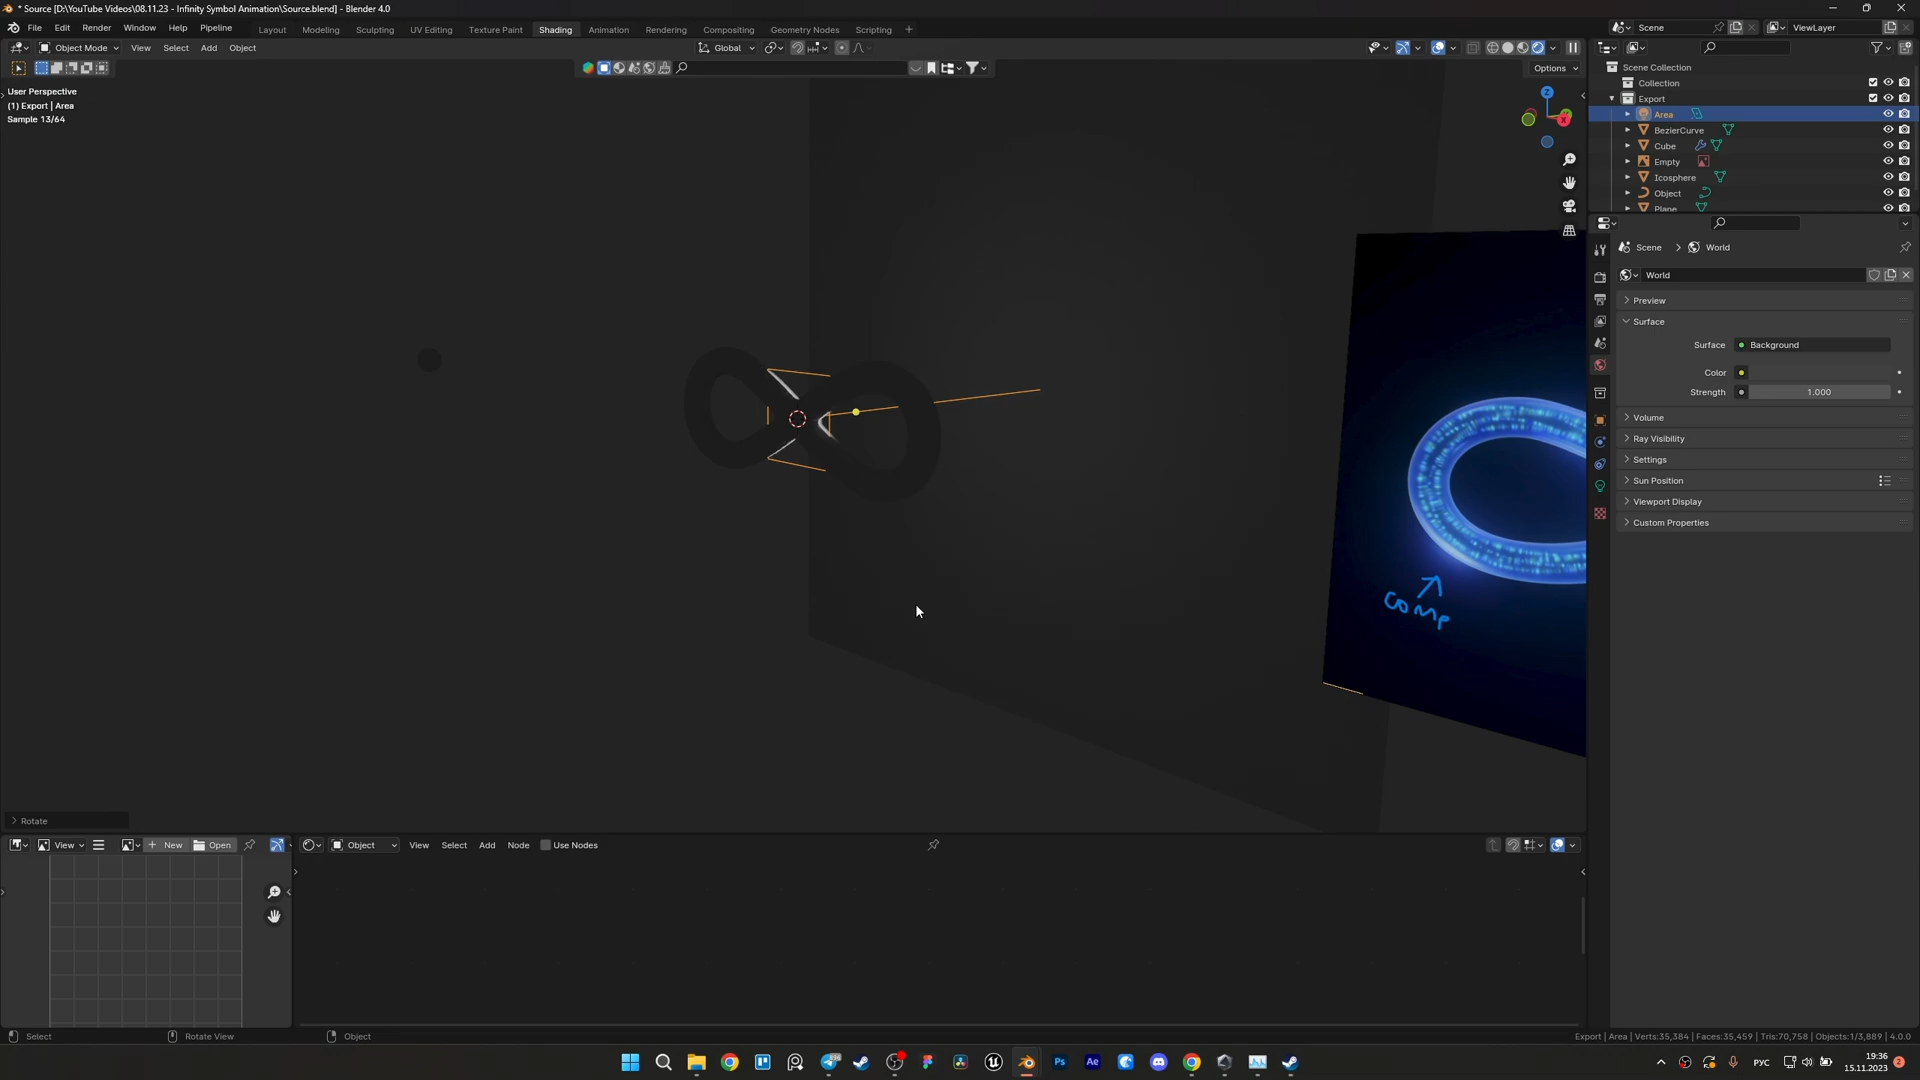 * Source [D:\YouTube Videos\08.11.23 - Infinity Symbol Animation\Source.blend] - Blender 4.0
File Edit Render Window Help Pipeline
Layout Modeling Sculpting UV Editing Texture Paint Shading Animation Rendering Compositing Geometry Nodes Scripting +
Scene
ViewLayer
Object Mode View Select Add Object
Global
Options
User Perspective
(1) Export | Area
Sample 13/64
Z
X
Scene Collection
Collection
Export
Area
BezierCurve
Cube
Empty
Icosphere
Object
Plane
Scene > World
World
Preview
Surface
Surface Background
Color
Strength 1.000
Volume
Ray Visibility
Settings
Sun Position
Viewport Display
Custom Properties
comp
Rotate
View + New Open
Object View Select Add Node Use Nodes
Select Rotate View Object
Export | Area | Verts:35,384 | Faces:35,459 | Tris:70,758 | Objects:1/3,889 | 4.0.0
Ps Ae
РУС
19:36
15.11.2023
2